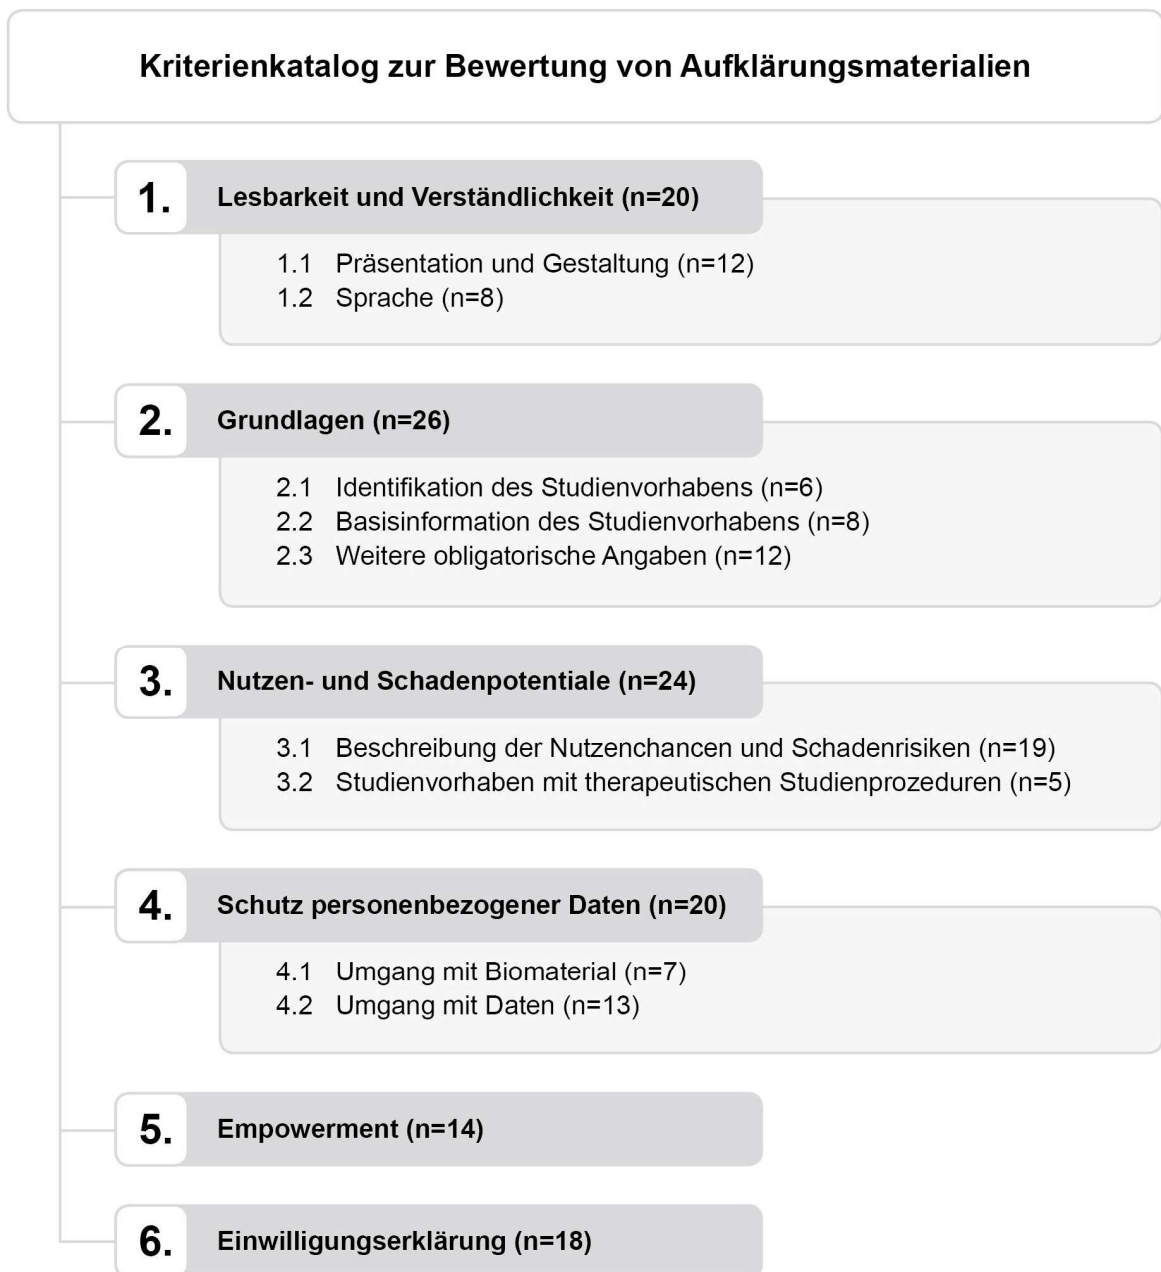 Kriterienkatalog zur Bewertung von Aufklärungsmaterialien
1. Lesbarkeit und Verständlichkeit (n=20)
1.1 Präsentation und Gestaltung (n=12)
1.2 Sprache (n=8)
2. Grundlagen (n=26)
2.1 Identifikation des Studienvorhabens (n=6)
2.2 Basisinformation des Studienvorhabens (n=8)
2.3 Weitere obligatorische Angaben (n=12)
3. Nutzen- und Schadenpotentiale (n=24)
3.1 Beschreibung der Nutzenchancen und Schadenrisiken (n=19)
3.2 Studienvorhaben mit therapeutischen Studienprozeduren (n=5)
4. Schutz personenbezogener Daten (n=20)
4.1 Umgang mit Biomaterial (n=7)
4.2 Umgang mit Daten (n=13)
5. Empowerment (n=14)
6. Einwilligungserklärung (n=18)